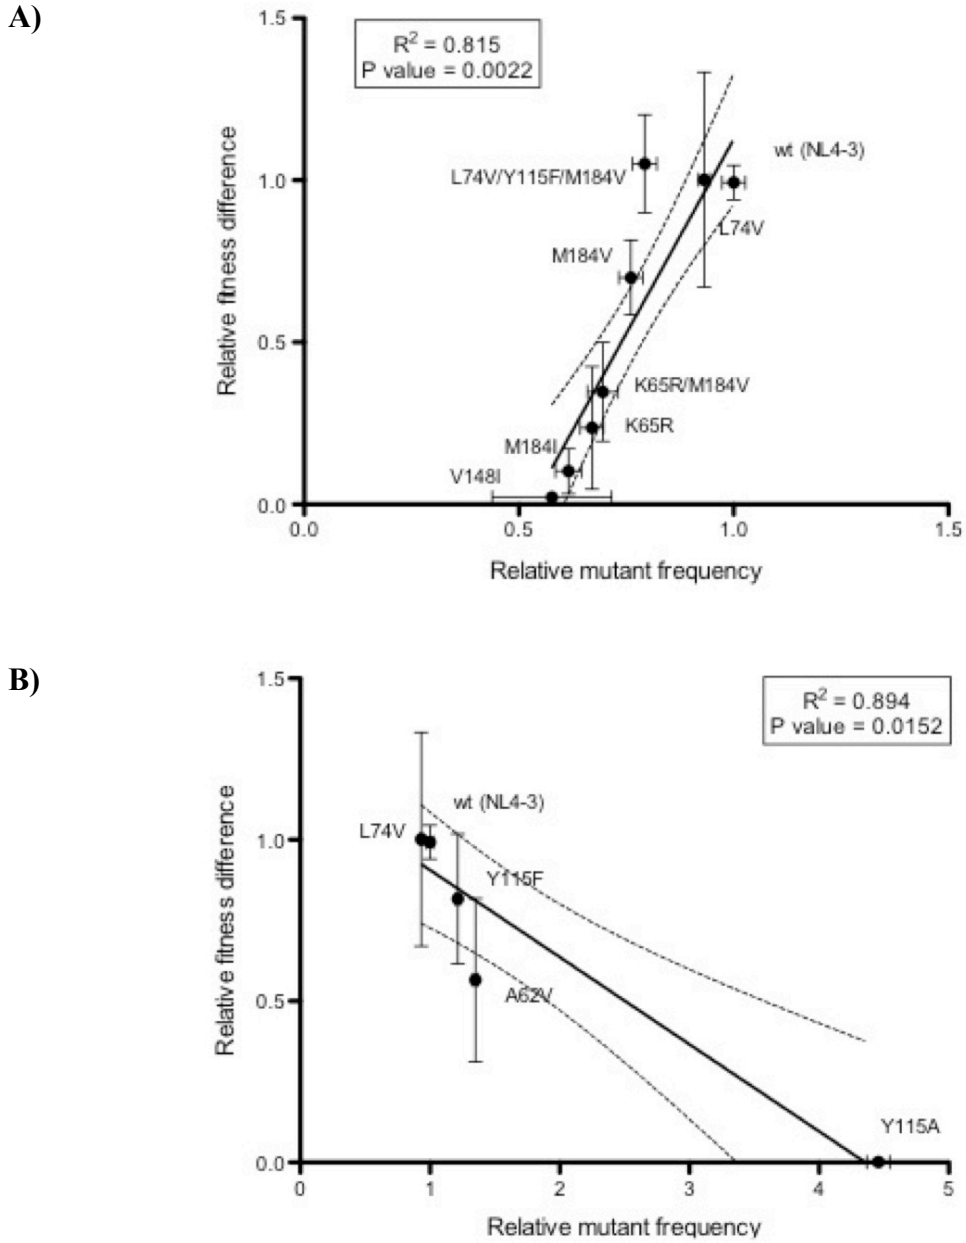 A)
R² = 0.815
P value = 0.0022
1.5
1.0
0.5
0.0
Relative fitness difference
L74V/Y115F/M184V
wt (NL4-3)
L74V
M184V
K65R/M184V
K65R
M184I
V148I
0.0 0.5 1.0 1.5
Relative mutant frequency
B)
R² = 0.894
P value = 0.0152
1.5
1.0
0.5
0.0
Relative fitness difference
wt (NL4-3)
L74V
Y115F
A62V
Y115A
0 1 2 3 4 5
Relative mutant frequency